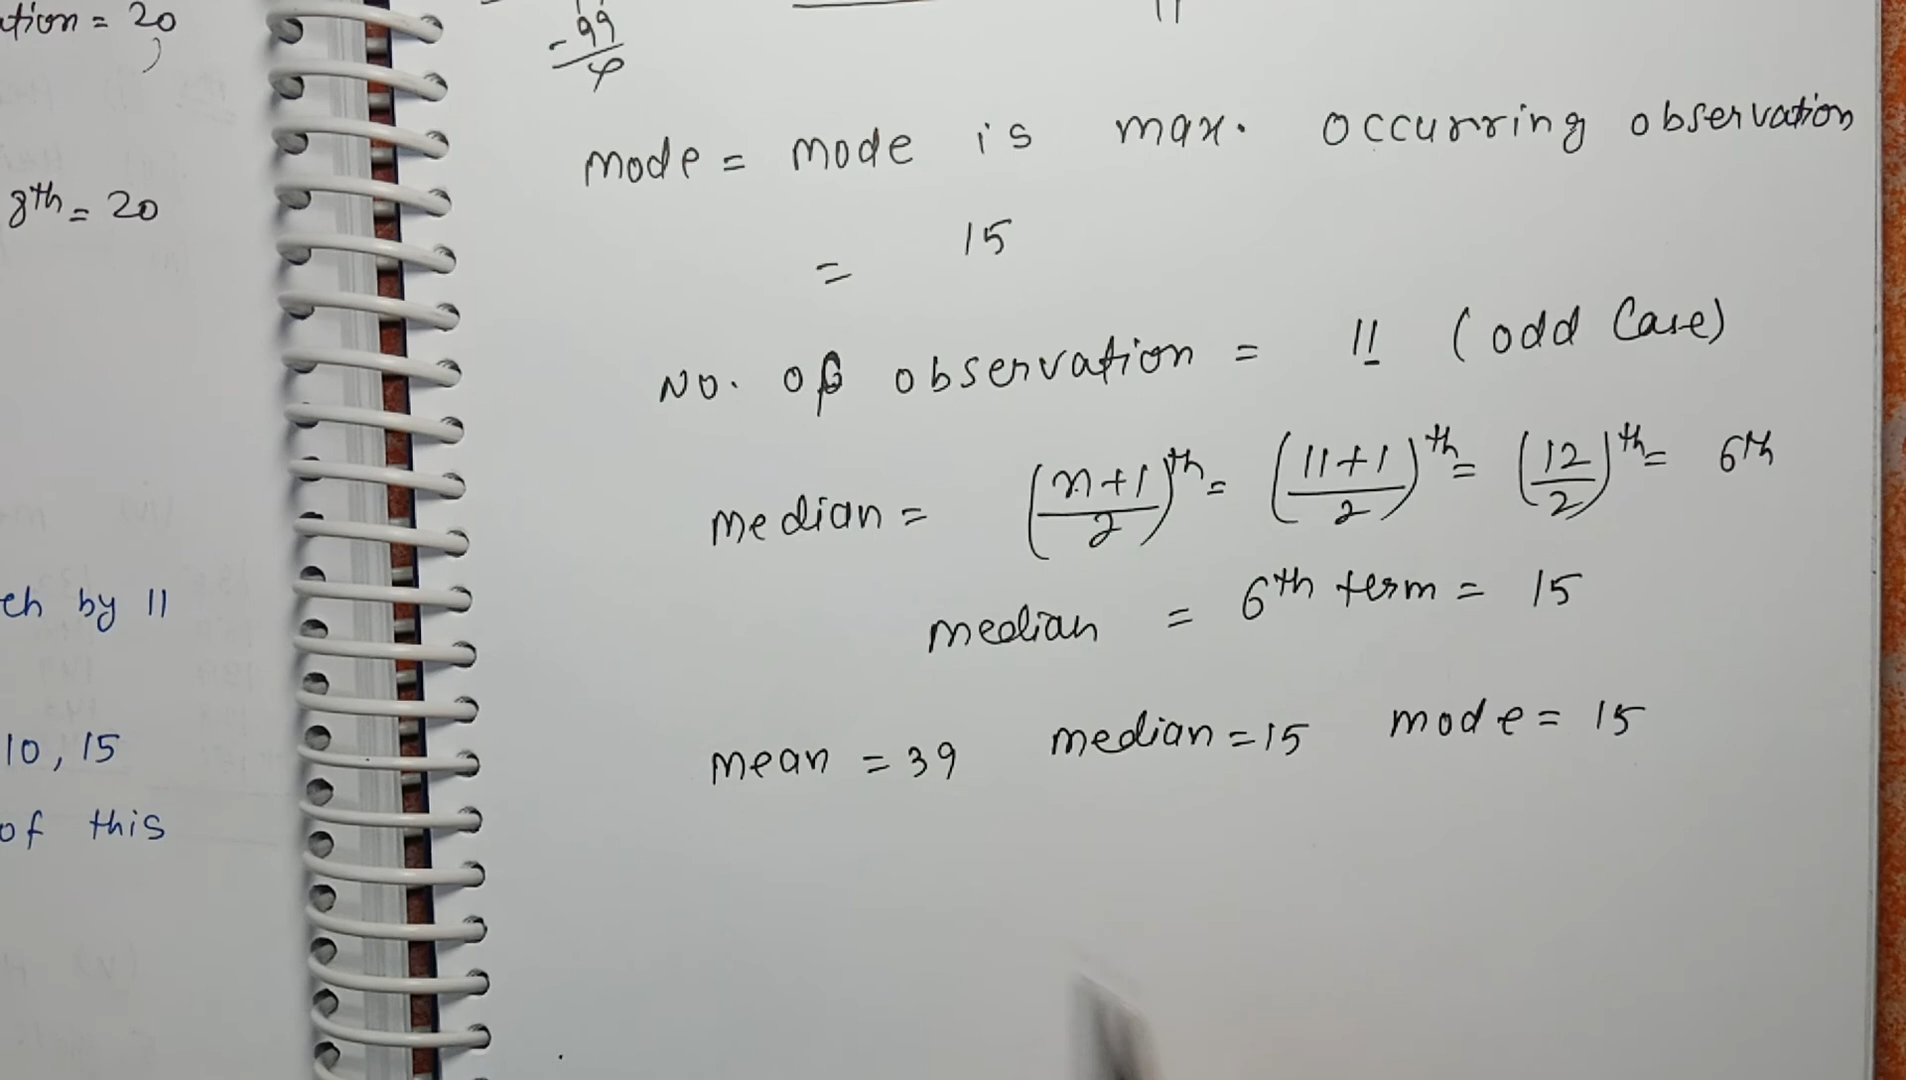 tion = 20
8th = 20
ch by 11
10, 15
of this
- 99
mode = mode is max. occurring observation
= 15
No. of observation = 11 (odd Case)
median = (n+1/2)th = (11+1/2)th = (12/2)th = 6th
median = 6th term = 15
mean = 39 median = 15 mode = 15